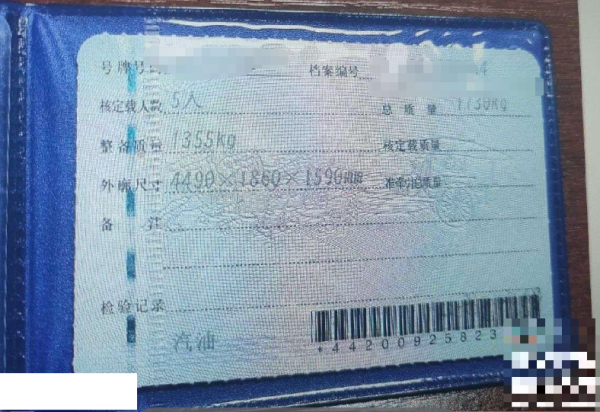 号牌号码 档案编号 4
核定载人数 5人 总质量 1730Kg
整备质量 1355Kg 核定载质量
外廓尺寸 4490×1860×1590mm 准牵引总质量
备注
检验记录
汽油
+44200925823